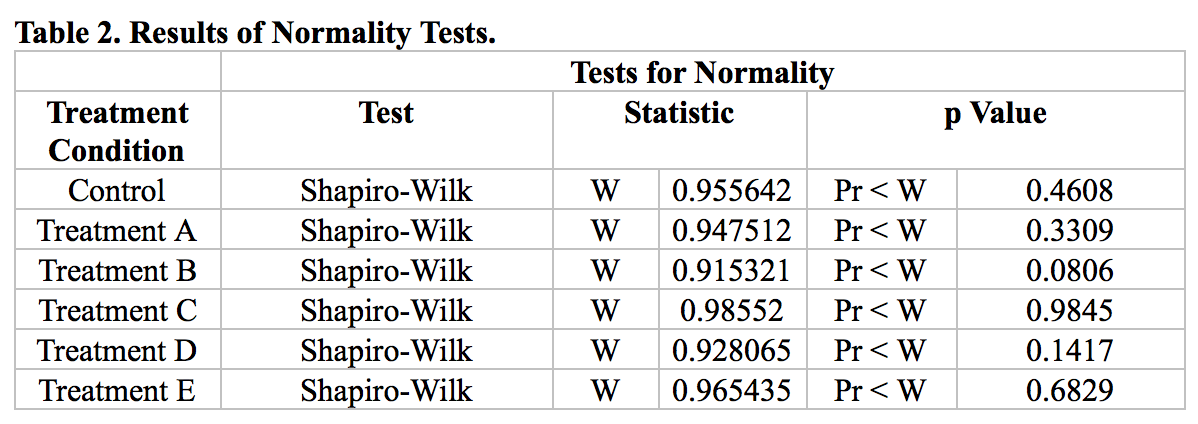 Table 2. Results of Normality Tests.
Tests for Normality
Treatment Condition Test Statistic p Value
Control Shapiro-Wilk W 0.955642 Pr < W 0.4608
Treatment A Shapiro-Wilk W 0.947512 Pr < W 0.3309
Treatment B Shapiro-Wilk W 0.915321 Pr < W 0.0806
Treatment C Shapiro-Wilk W 0.98552 Pr < W 0.9845
Treatment D Shapiro-Wilk W 0.928065 Pr < W 0.1417
Treatment E Shapiro-Wilk W 0.965435 Pr < W 0.6829